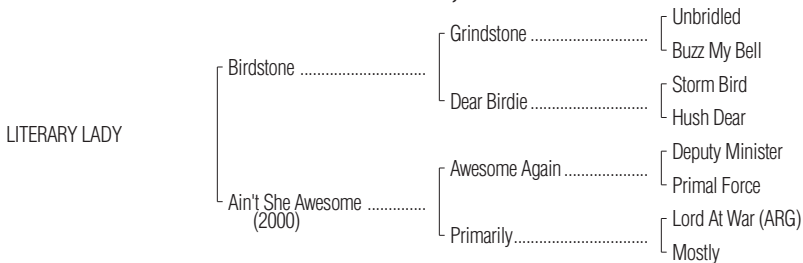 Unbridled
Grindstone ..............................
Buzz My Bell
Birdstone ..............................
Storm Bird
Dear Birdie ..............................
Hush Dear
LITERARY LADY
Deputy Minister
Awesome Again .....................
Primal Force
Ain't She Awesome ..............
(2000)
Lord At War (ARG)
Primarily..................................
Mostly